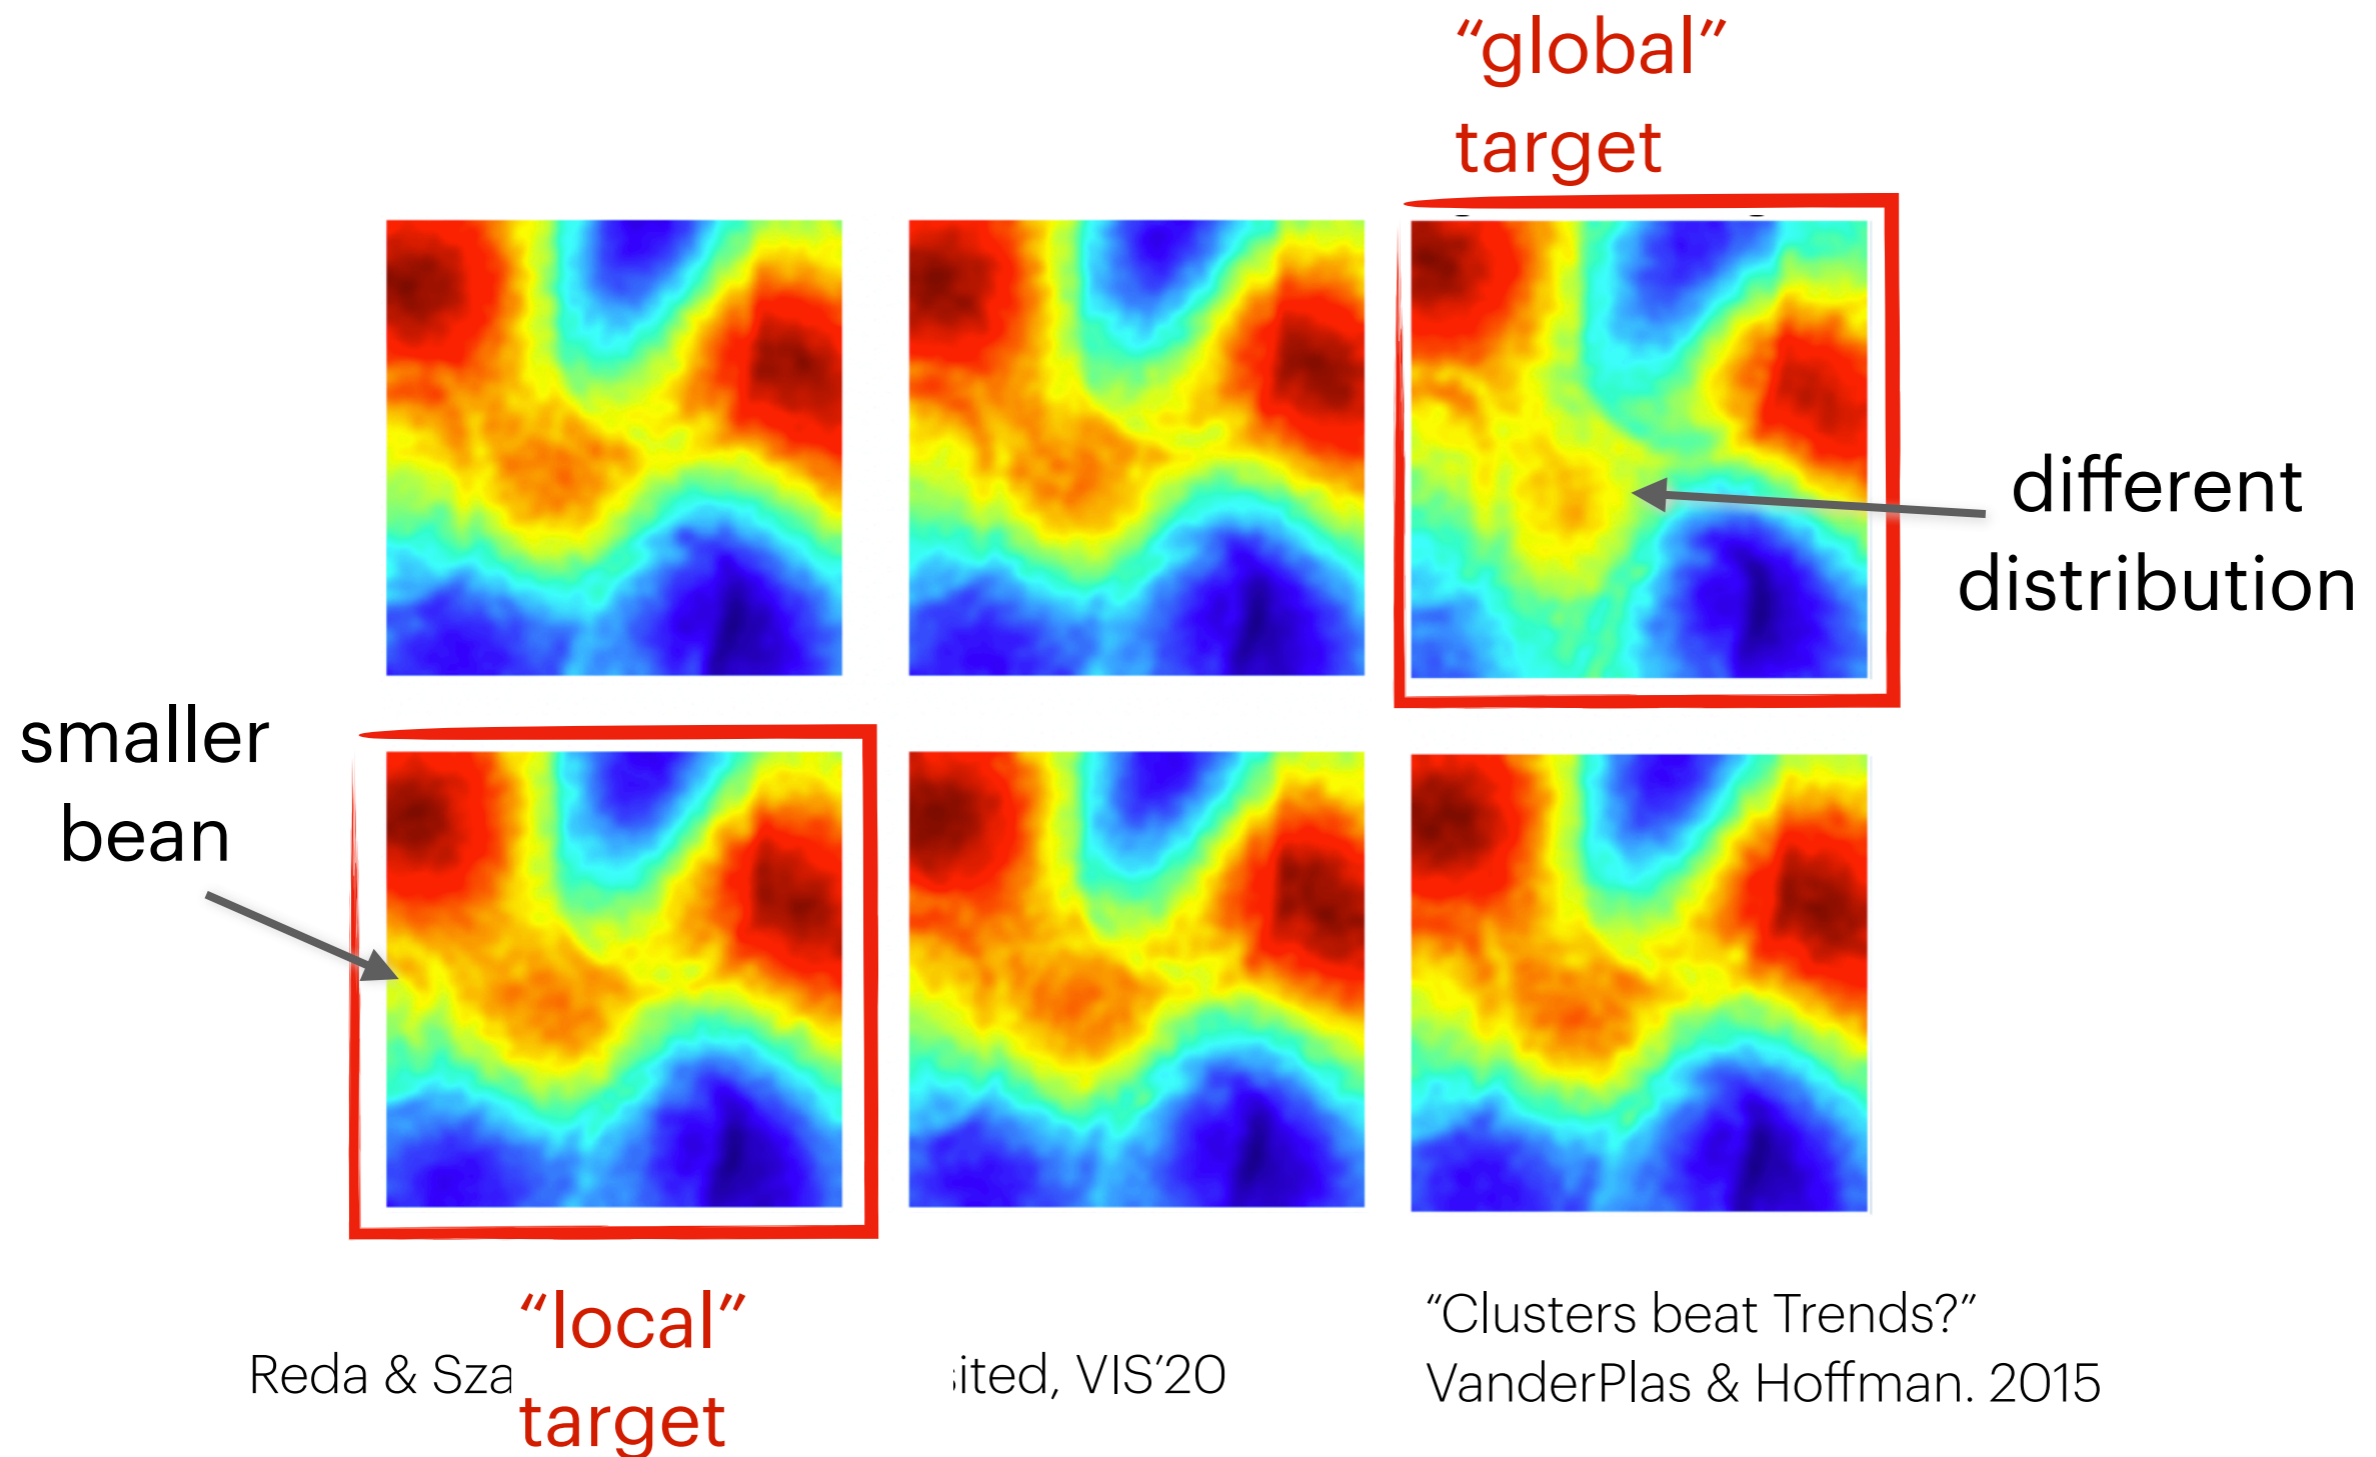 “global”
target
different
distribution
smaller
bean
“local”
target
Reda & Sza
ited, VIS’20
“Clusters beat Trends?”
VanderPlas & Hoffman. 2015